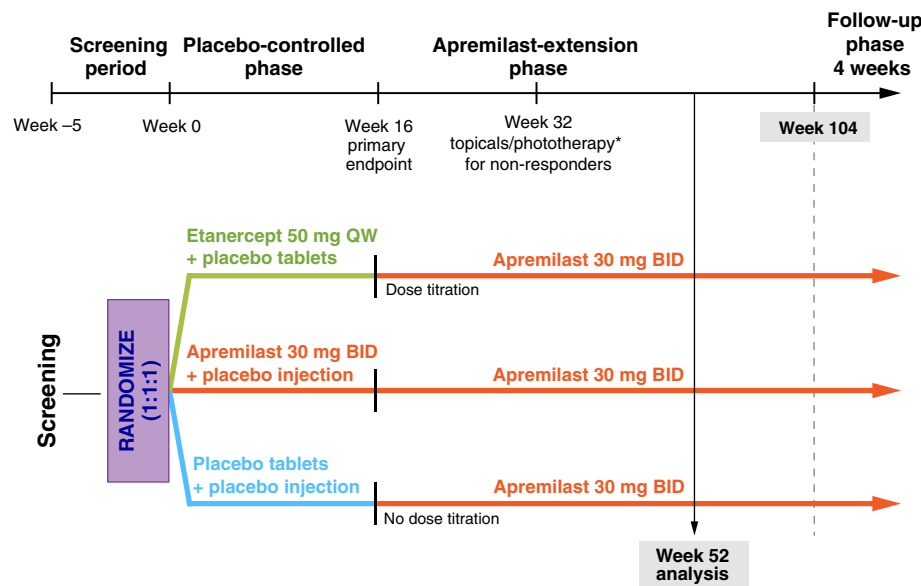 Screening
period
Placebo-controlled
phase
Apremilast-extension
phase
Follow-up
phase
4 weeks
Week –5
Week 0
Week 16
primary
endpoint
Week 32
topicals/phototherapy*
for non-responders
Week 104
Etanercept 50 mg QW
+ placebo tablets
Apremilast 30 mg BID
Dose titration
Screening
RANDOMIZE
(1:1:1)
Apremilast 30 mg BID
+ placebo injection
Apremilast 30 mg BID
Placebo tablets
+ placebo injection
Apremilast 30 mg BID
No dose titration
Week 52
analysis